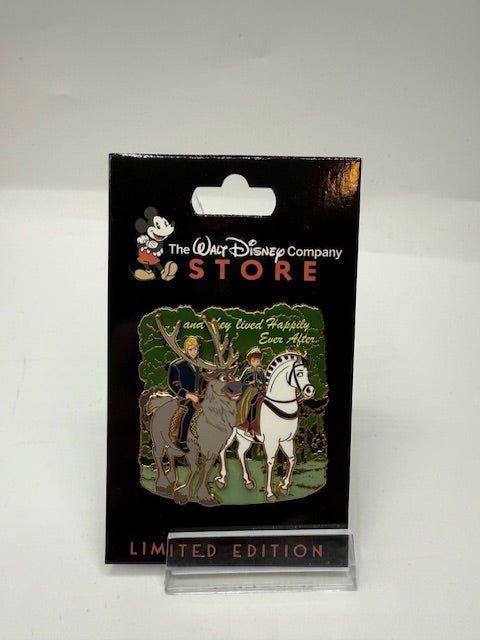 The Walt Disney Company
STORE
and they lived Happily
Ever After.
LIMITED EDITION